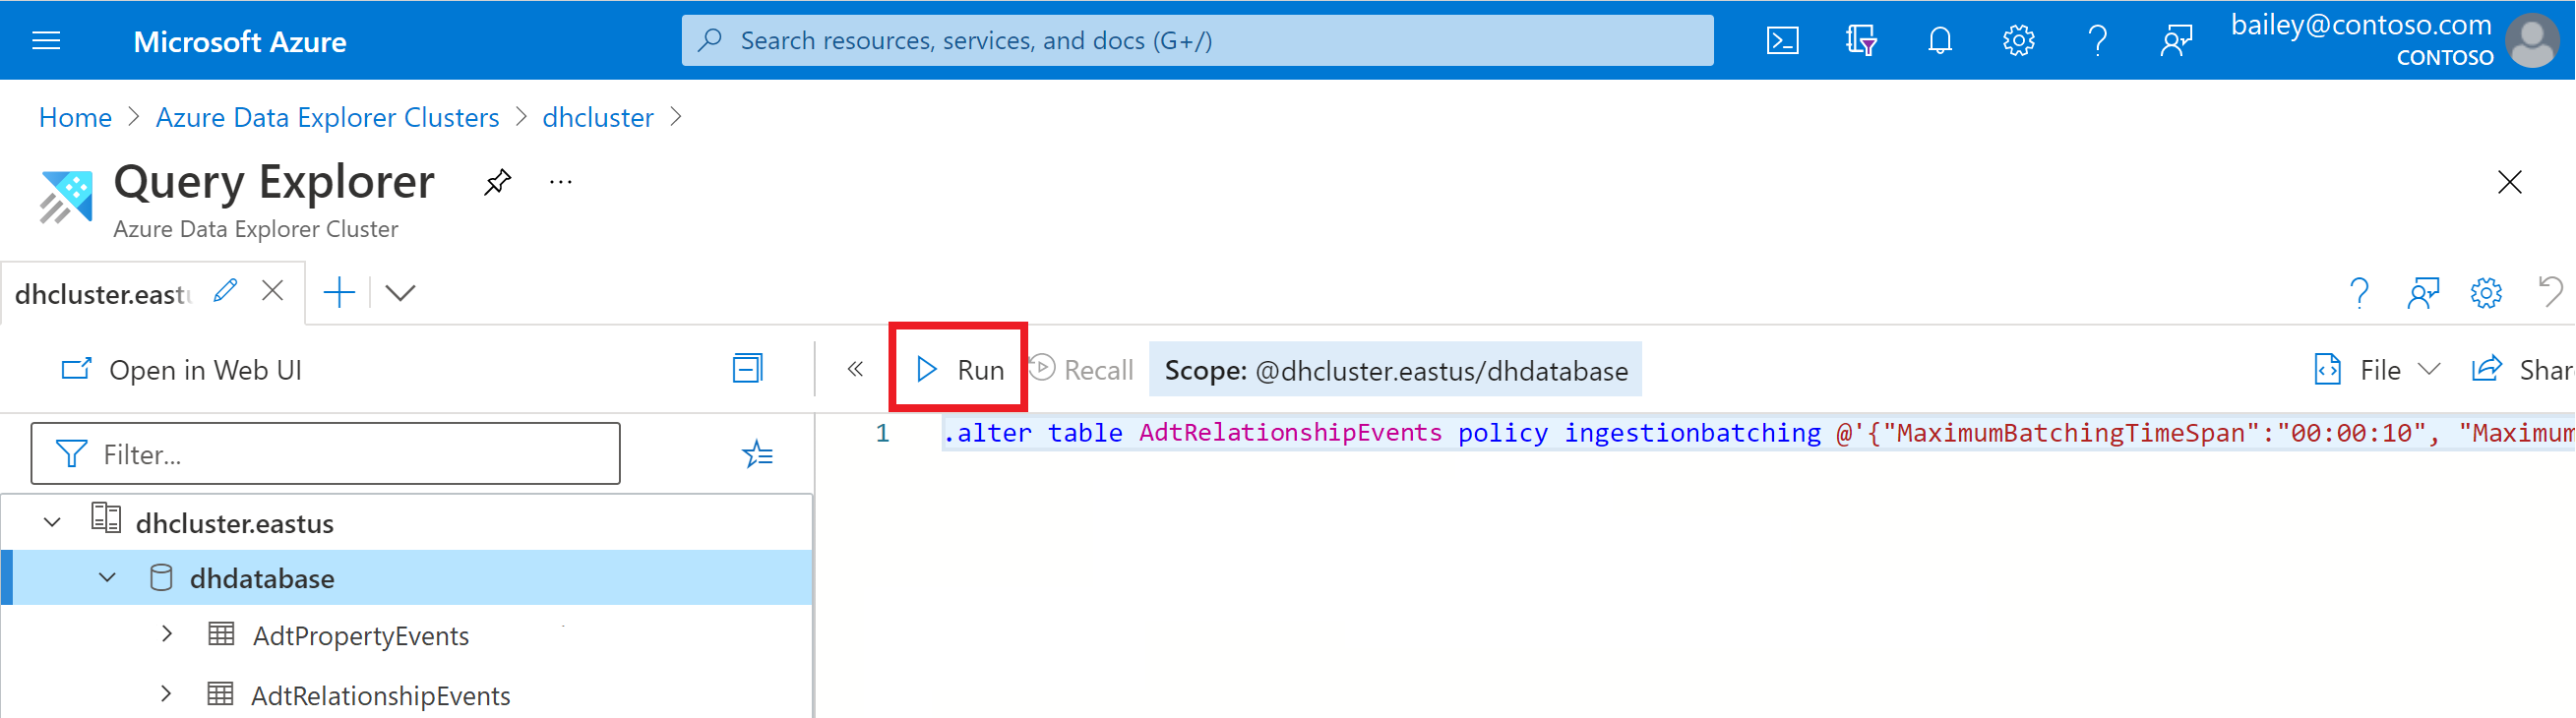 Microsoft Azure
Search resources, services, and docs (G+/)
bailey@contoso.com
CONTOSO
Home > Azure Data Explorer Clusters > dhcluster >
Query Explorer
Azure Data Explorer Cluster
dhcluster.eastu
Open in Web UI
Run
Recall
Scope: @dhcluster.eastus/dhdatabase
File
Shar
Filter...
1 .alter table AdtRelationshipEvents policy ingestionbatching @'{"MaximumBatchingTimeSpan":"00:00:10", "Maximum
dhcluster.eastus
dhdatabase
AdtPropertyEvents
AdtRelationshipEvents